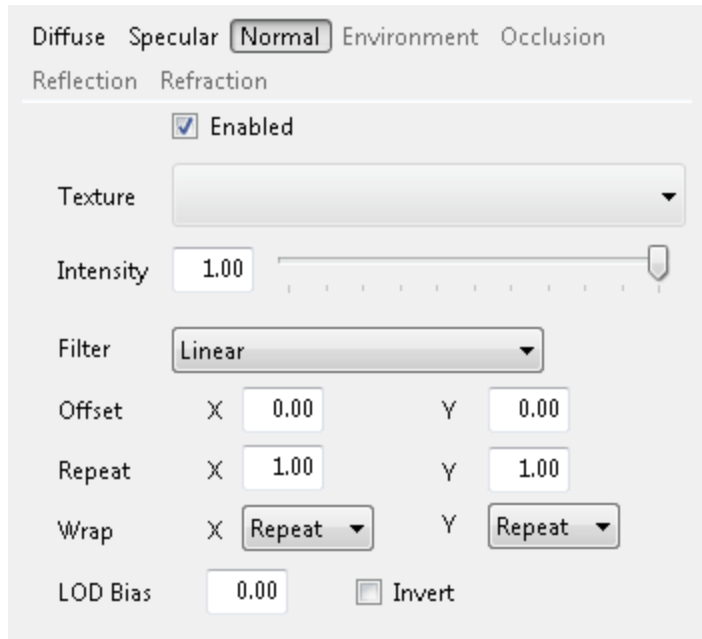 Diffuse Specular Normal Environment Occlusion
Reflection Refraction
Enabled
Texture
Intensity 1.00
Filter Linear
Offset X 0.00 Y 0.00
Repeat X 1.00 Y 1.00
Wrap X Repeat Y Repeat
LOD Bias 0.00 Invert